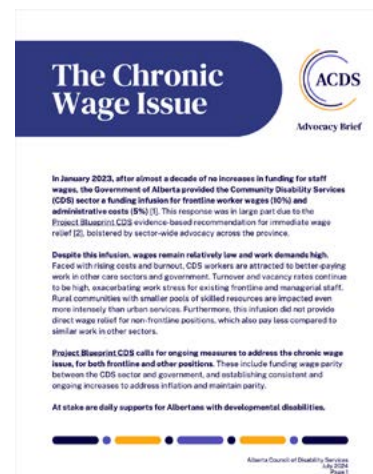 The Chronic
Wage Issue
ACDS
Advocacy Brief
In January 2023, after almost a decade of no increases in funding for staff
wages, the Government of Alberta provided the Community Disability Services
(CDS) sector a funding infusion for frontline worker wages (10%) and
administrative costs (5%) [1]. This response was in large part due to the
Project Blueprint CDS evidence-based recommendation for immediate wage
relief [2], bolstered by sector-wide advocacy across the province.
Despite this infusion, wages remain relatively low and work demands high.
Faced with rising costs and burnout, CDS workers are attracted to better-paying
work in other care sectors and government. Turnover and vacancy rates continue
to be high, exacerbating work stress for existing frontline and managerial staff.
Rural communities with smaller pools of skilled resources are impacted even
more intensely than urban services. Furthermore, this infusion did not provide
direct wage relief for non-frontline positions, which also pay less compared to
similar work in other sectors.
Project Blueprint CDS calls for ongoing measures to address the chronic wage
issue, for both frontline and other positions. These include funding wage parity
between the CDS sector and government, and establishing consistent and
ongoing increases to address inflation and maintain parity.
At stake are daily supports for Albertans with developmental disabilities.
Alberta Council of Disability Services
July 2024
Page 1